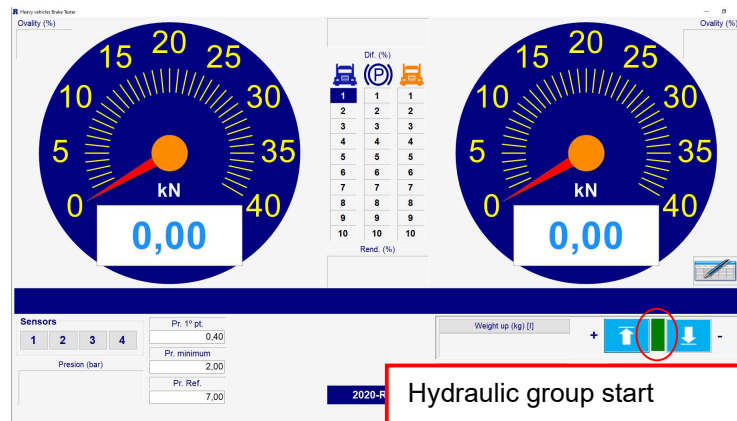 Heavy vehicles Brake Tester
Ovality (%)
Ovality (%)
0 5 10 15 20 25 30 35 40
kN
0,00
Dif. (%)
(P)
1 1 1
2 2 2
3 3 3
4 4 4
5 5 5
6 6 6
7 7 7
8 8 8
9 9 9
10 10 10
Rend. (%)
0 5 10 15 20 25 30 35 40
kN
0,00
Sensors
1 2 3 4
Presion (bar)
Pr. 1º pt.
0,40
Pr. minimum
2,00
Pr. Ref.
7,00
Weight up (kg) [I]
+ -
2020-R
Hydraulic group start